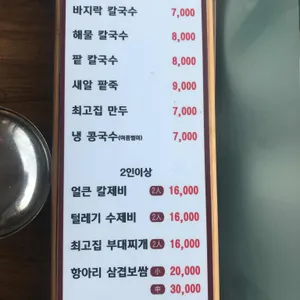 바지락 칼국수 7,000
해물 칼국수 8,000
팥 칼국수 8,000
새알 팥죽 9,000
최고집 만두 7,000
냉 콩국수(여름별미) 7,000
2인이상
얼큰 칼제비 2人 16,000
털레기 수제비 2人 16,000
최고집 부대찌개 2人 16,000
항아리 삼겹보쌈 小 20,000
中 30,000